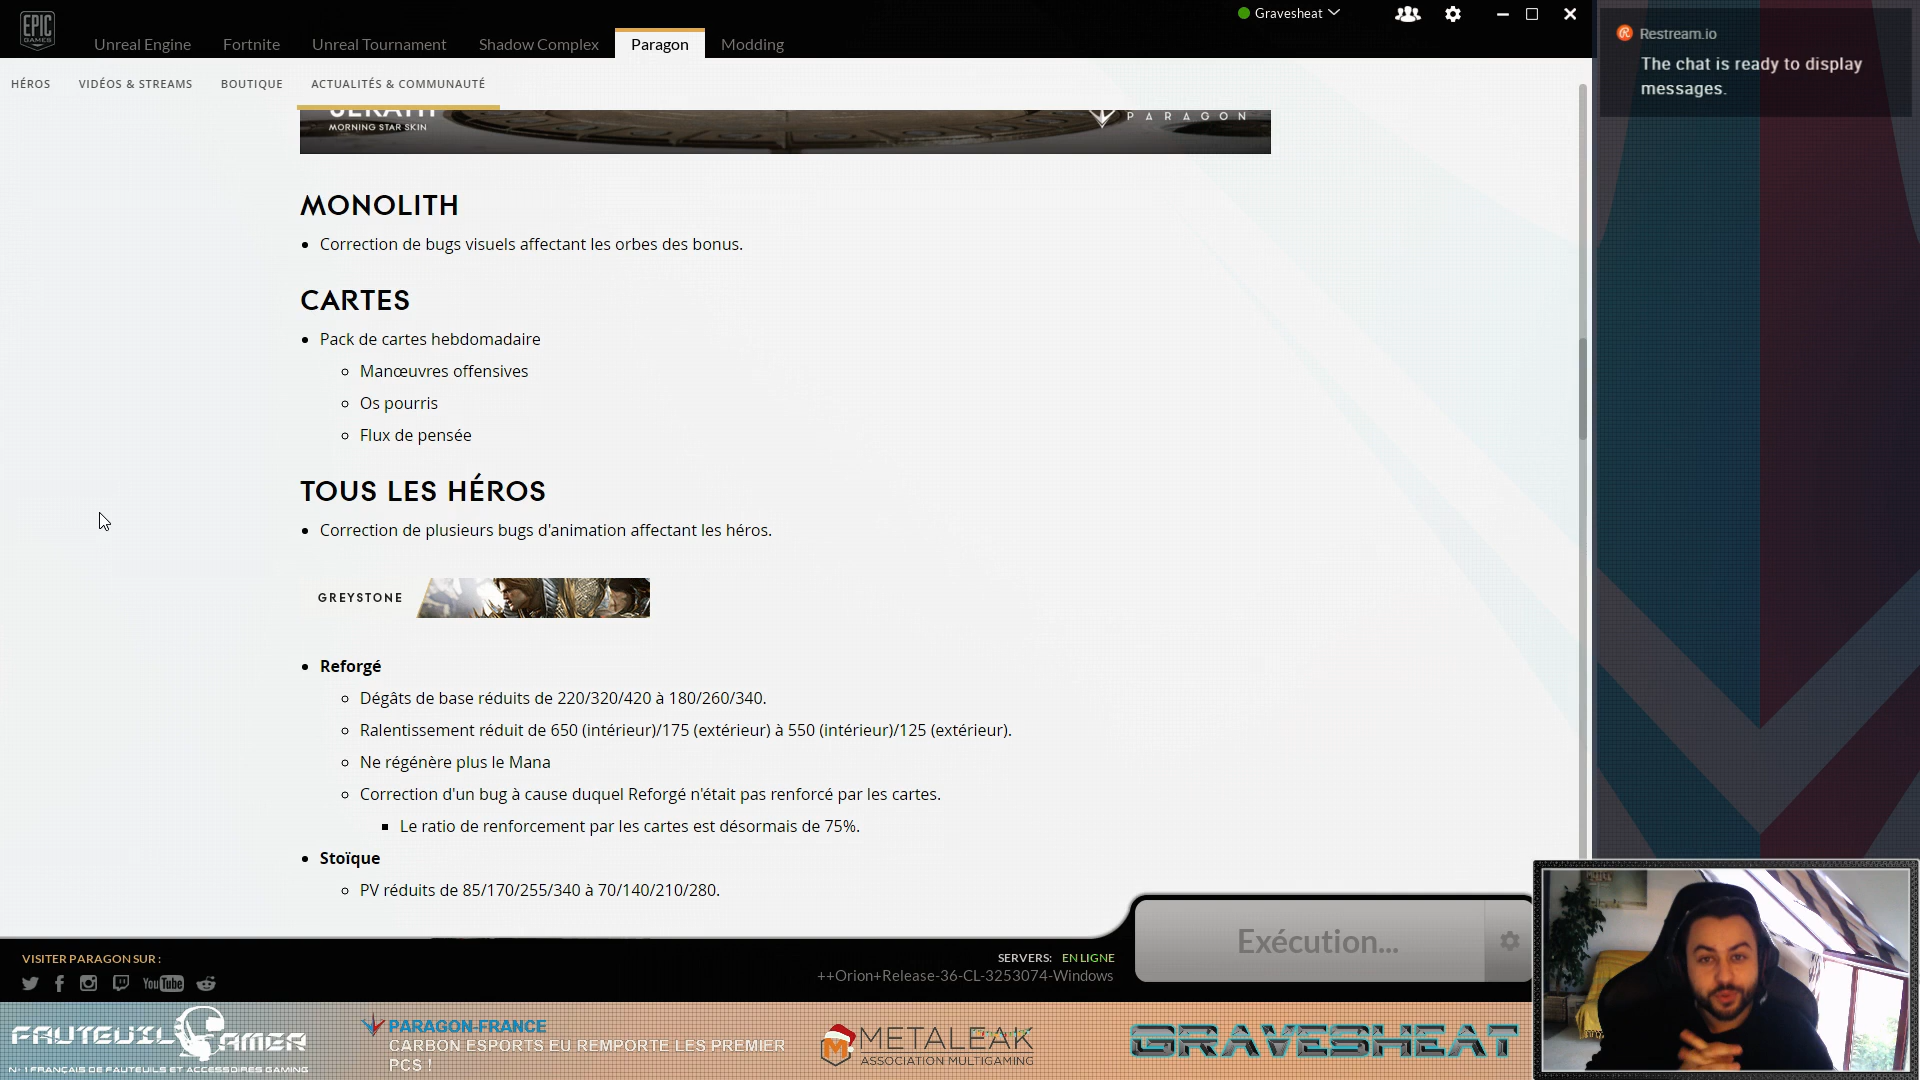 EPIC GAMES
Unreal Engine
Fortnite
Unreal Tournament
Shadow Complex
Paragon
Modding
Gravesheat
HÉROS
VIDÉOS & STREAMS
BOUTIQUE
ACTUALITÉS & COMMUNAUTÉ
Restream.io
The chat is ready to display
messages.
MORNING STAR SKIN
PARAGON
MONOLITH
• Correction de bugs visuels affectant les orbes des bonus.
CARTES
• Pack de cartes hebdomadaire
Manœuvres offensives
Os pourris
Flux de pensée
TOUS LES HÉROS
• Correction de plusieurs bugs d'animation affectant les héros.
GREYSTONE
• Reforgé
Dégâts de base réduits de 220/320/420 à 180/260/340.
Ralentissement réduit de 650 (intérieur)/175 (extérieur) à 550 (intérieur)/125 (extérieur).
Ne régénère plus le Mana
Correction d'un bug à cause duquel Reforgé n'était pas renforcé par les cartes.
Le ratio de renforcement par les cartes est désormais de 75%.
• Stoïque
PV réduits de 85/170/255/340 à 70/140/210/280.
VISITER PARAGON SUR :
YouTube
SERVERS: EN LIGNE
++Orion+Release-36-CL-3253074-Windows
Exécution...
FAUTEUIL GAMER
N•1 FRANÇAIS DE FAUTEUILS ET ACCESSOIRES GAMING
PARAGON-FRANCE
CARBON ESPORTS EU REMPORTE LES PREMIER
PCS !
METALEAK
ASSOCIATION MULTIGAMING
GRAVESHEAT